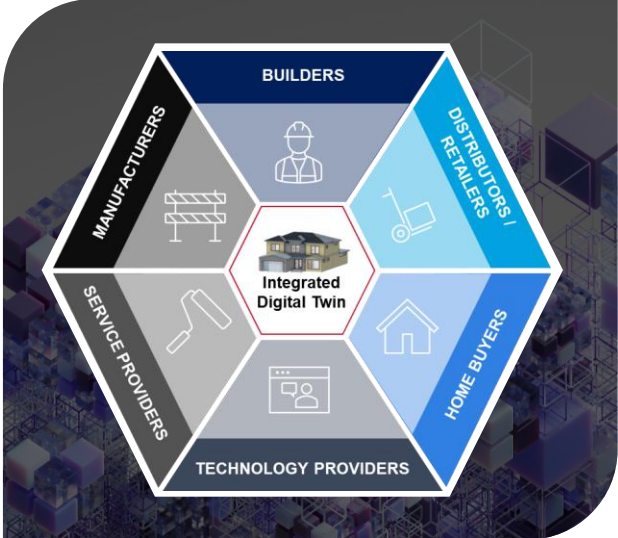 BUILDERS
DISTRIBUTORS /
RETAILERS
HOME BUYERS
TECHNOLOGY PROVIDERS
SERVICE PROVIDERS
MANUFACTURERS
Integrated
Digital Twin